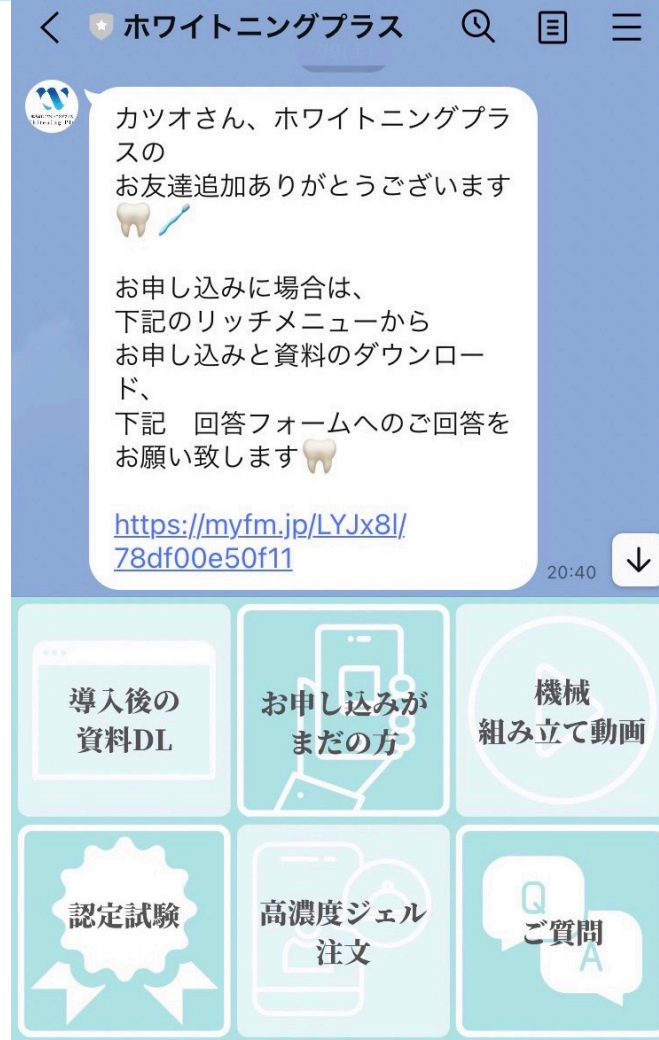 ホワイトニングプラス
カツオさん、ホワイトニングプラ
スの
お友達追加ありがとうございます
🦷🪥
お申し込みに場合は、
下記のリッチメニューから
お申し込みと資料のダウンロー
ド、
下記　回答フォームへのご回答を
お願い致します🦷
https://myfm.jp/LYJx8l/
78df00e50f11
20:40
導入後の
資料DL
お申し込みが
まだの方
機械
組み立て動画
認定試験
高濃度ジェル
注文
Q
ご質問
A